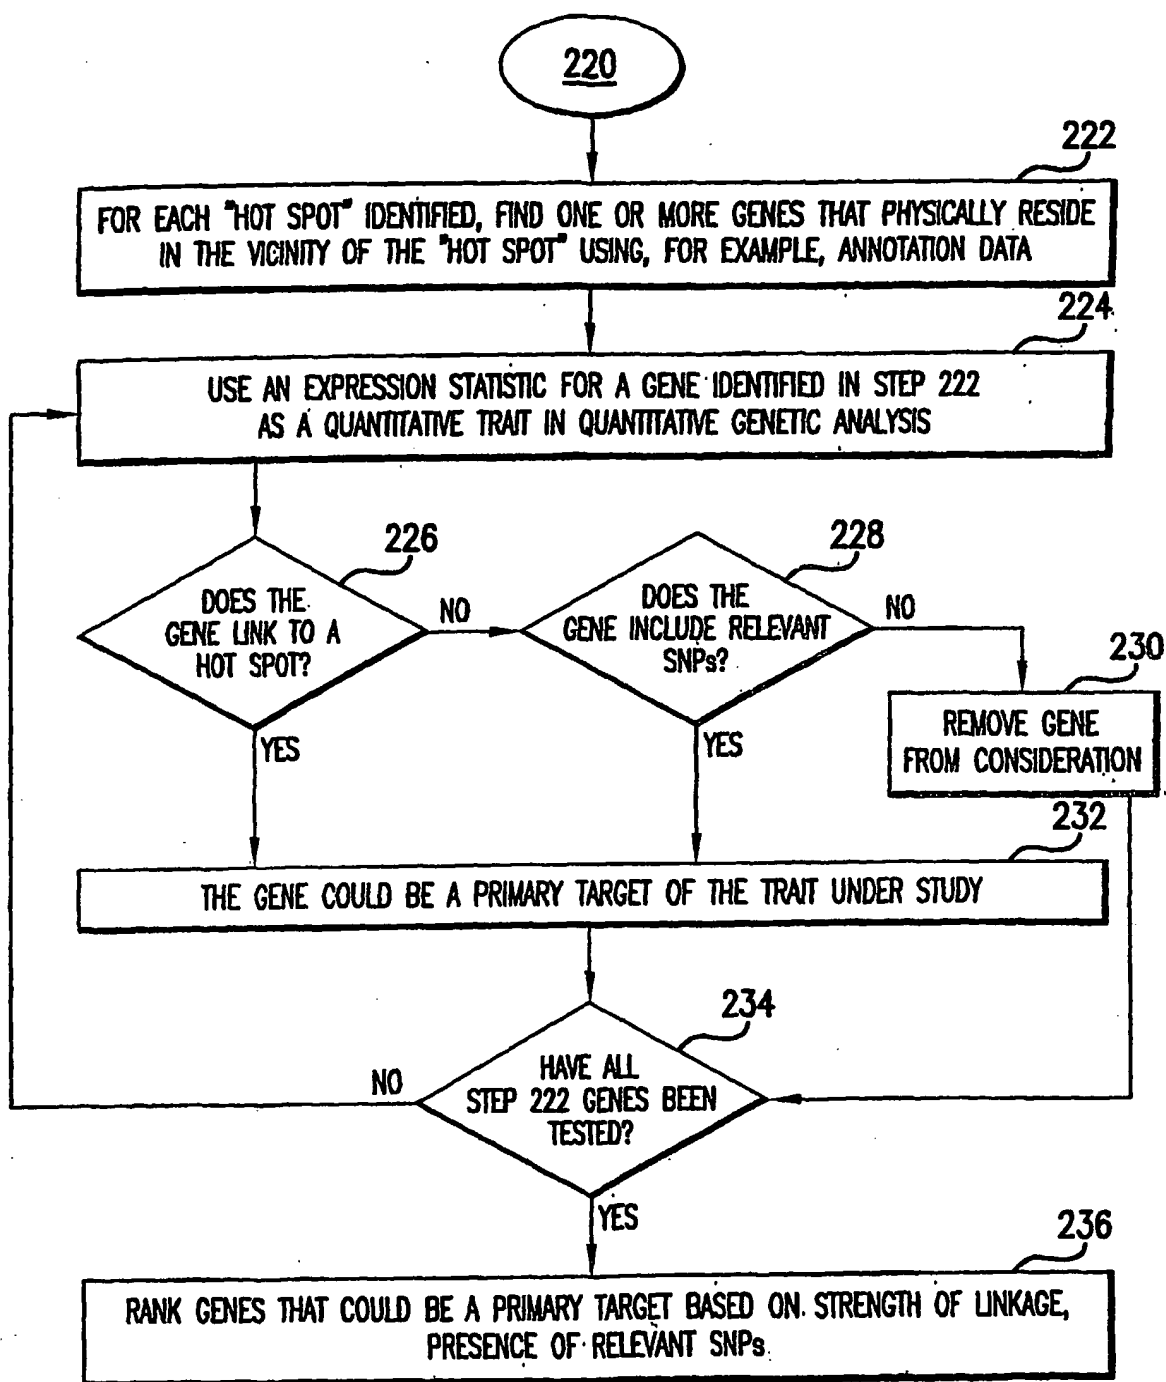 220
222
FOR EACH "HOT SPOT" IDENTIFIED, FIND ONE OR MORE GENES THAT PHYSICALLY RESIDE
IN THE VICINITY OF THE "HOT SPOT" USING, FOR EXAMPLE, ANNOTATION DATA
224
USE AN EXPRESSION STATISTIC FOR A GENE IDENTIFIED IN STEP 222
AS A QUANTITATIVE TRAIT IN QUANTITATIVE GENETIC ANALYSIS
226
DOES THE
GENE LINK TO A
HOT SPOT?
NO
YES
228
DOES THE
GENE INCLUDE RELEVANT
SNPs?
NO
YES
230
REMOVE GENE
FROM CONSIDERATION
232
THE GENE COULD BE A PRIMARY TARGET OF THE TRAIT UNDER STUDY
234
HAVE ALL
STEP 222 GENES BEEN
TESTED?
NO
YES
236
RANK GENES THAT COULD BE A PRIMARY TARGET BASED ON STRENGTH OF LINKAGE,
PRESENCE OF RELEVANT SNPs